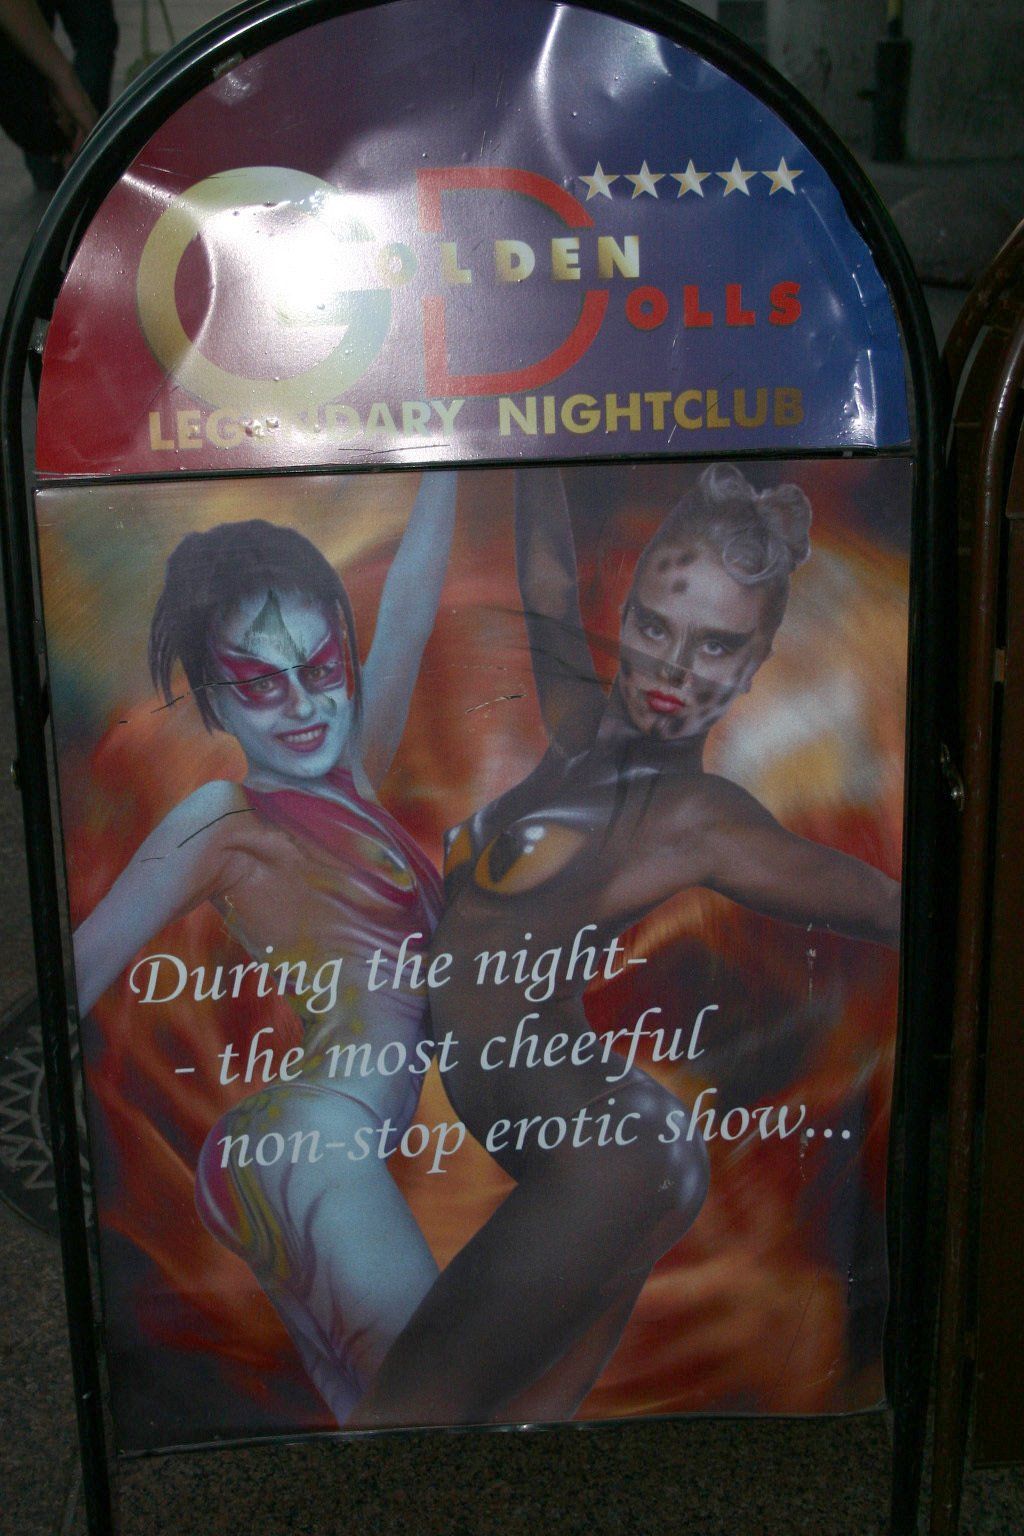 GOLDEN
DOLLS
LEGENDARY NIGHTCLUB
During the night-
- the most cheerful
non-stop erotic show...